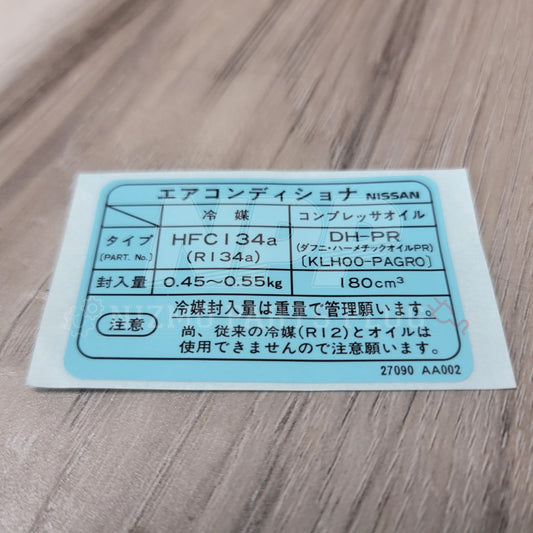 エアコンディショナ NISSAN
冷媒 コンプレッサオイル
タイプ HFC134a DH-PR
(PART. No.) (R134a) (ダフニ・ハーメチックオイルPR)
(KLH00-PAGR0)
封入量 0.45～0.55kg 180cm³
注意 冷媒封入量は重量で管理願います。
尚、従来の冷媒(R12)とオイルは
使用できませんので注意願います。
27090 AA002